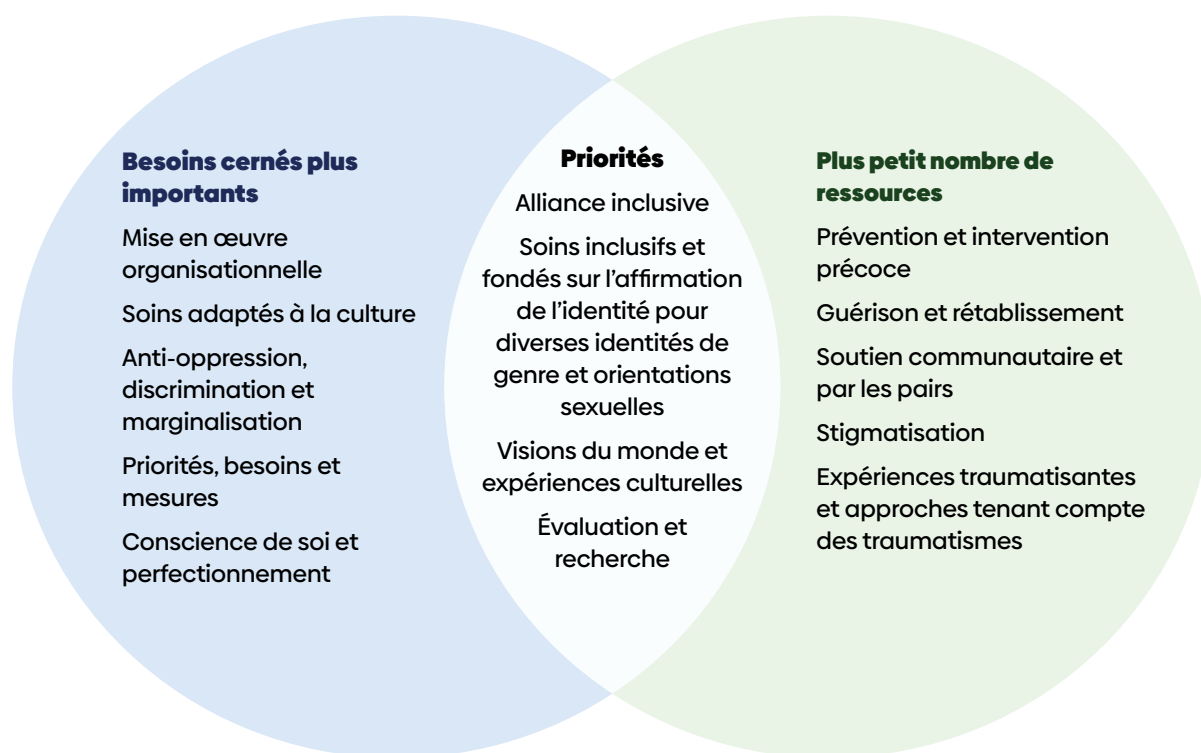 Besoins cernés plus
importants
Mise en œuvre
organisationnelle
Soins adaptés à la culture
Anti-oppression,
discrimination et
marginalisation
Priorités, besoins et
mesures
Conscience de soi et
perfectionnement
Priorités
Alliance inclusive
Soins inclusifs et
fondés sur l’affirmation
de l’identité pour
diverses identités de
genre et orientations
sexuelles
Visions du monde et
expériences culturelles
Évaluation et
recherche
Plus petit nombre de
ressources
Prévention et intervention
précoce
Guérison et rétablissement
Soutien communautaire et
par les pairs
Stigmatisation
Expériences traumatisantes
et approches tenant compte
des traumatismes